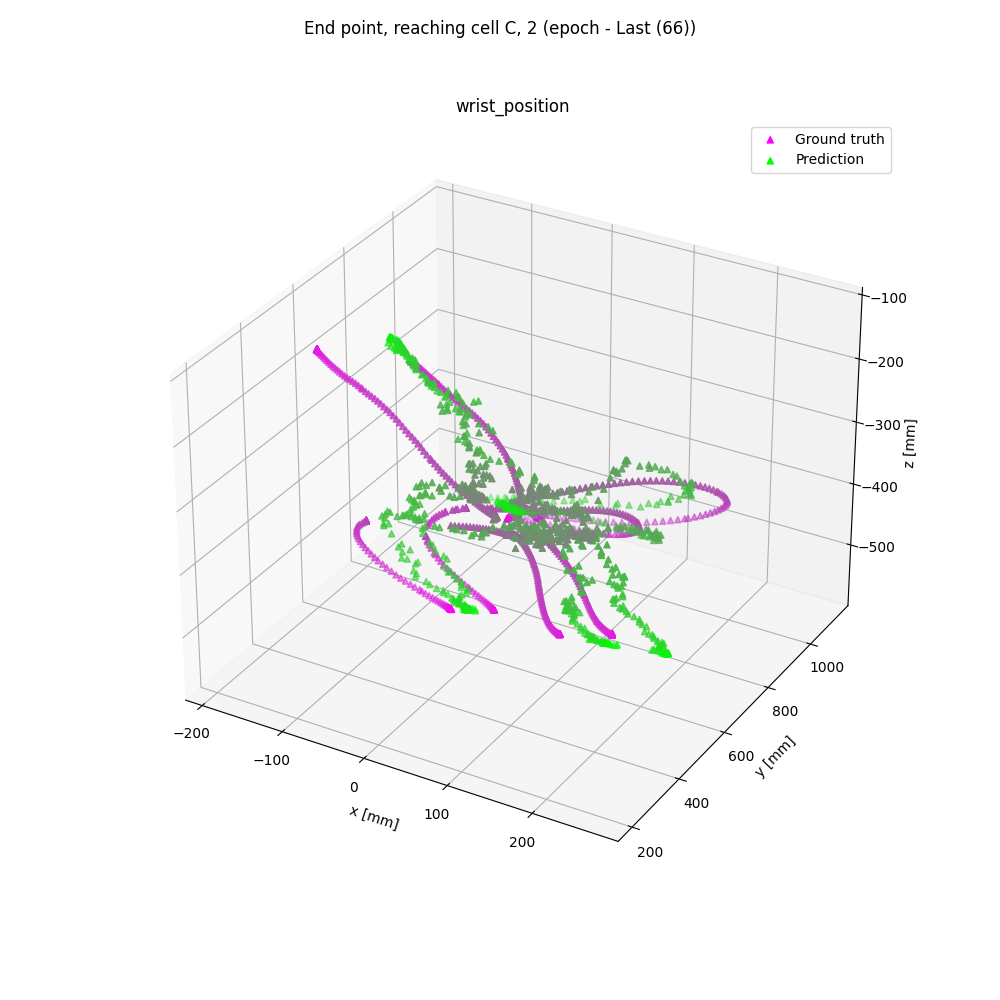 End point, reaching cell C, 2 (epoch - Last (66))
wrist_position
Ground truth
Prediction
−100
−200
−300
−400
−500
z [mm]
1000
800
600
400
200
y [mm]
−200
−100
0
100
200
x [mm]